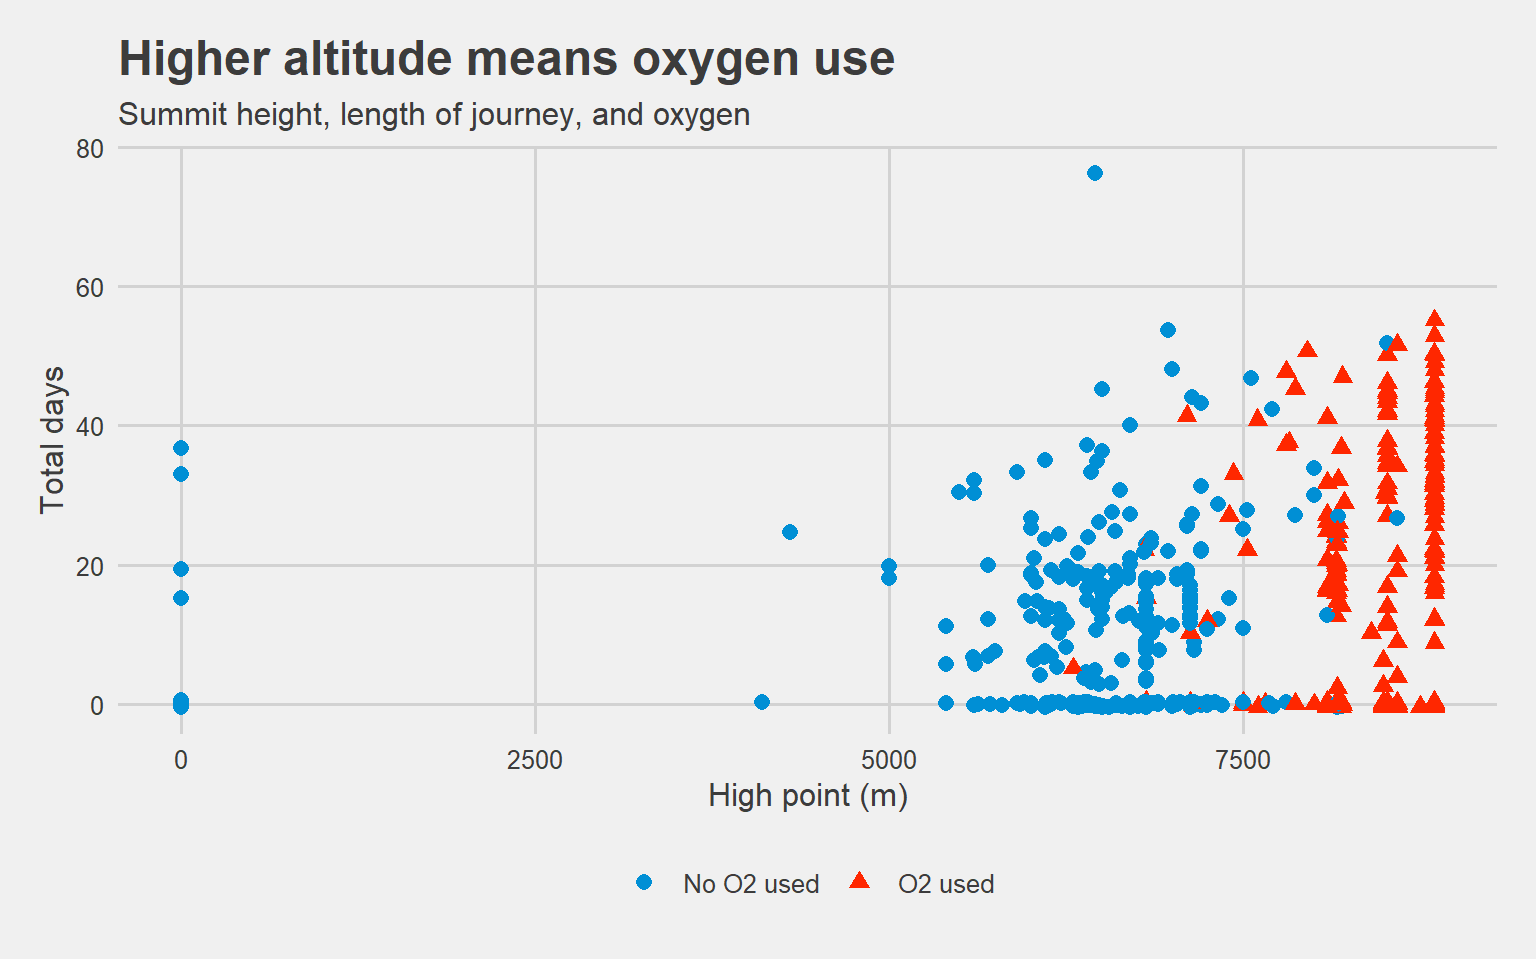 Higher altitude means oxygen use
Summit height, length of journey, and oxygen
80
60
40
20
0
Total days
0 2500 5000 7500
High point (m)
No O2 used O2 used